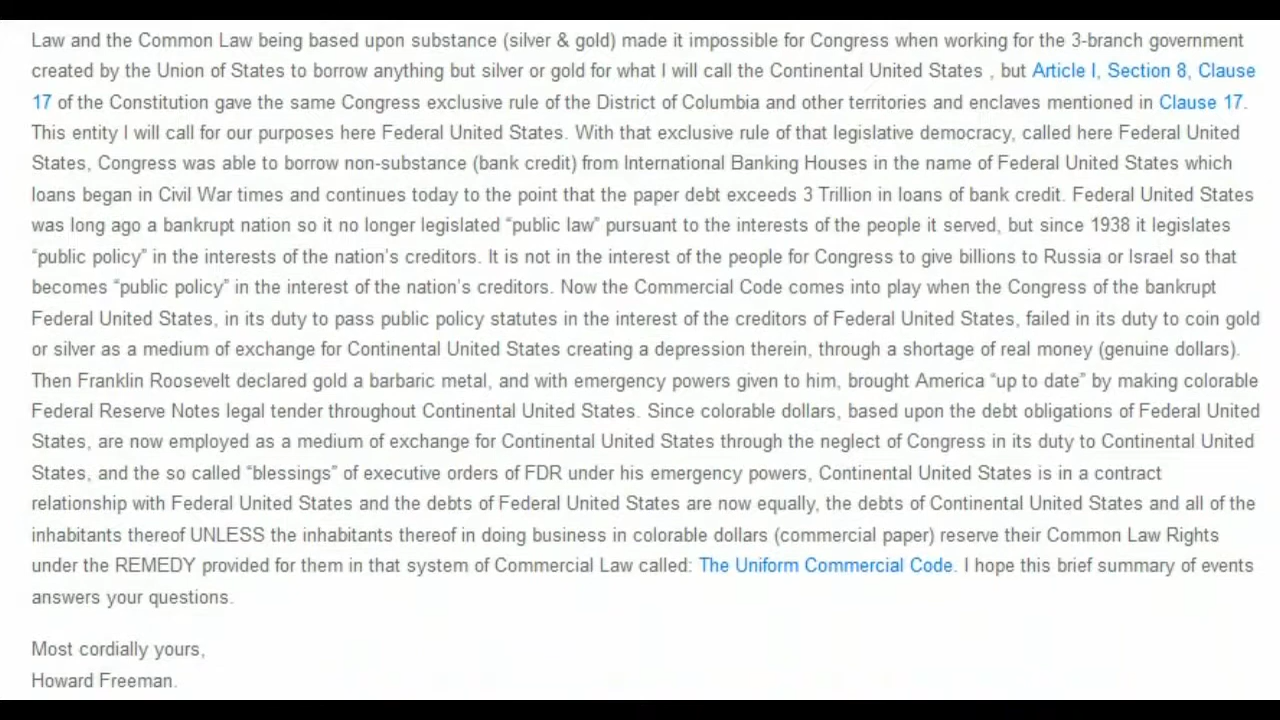 Law and the Common Law being based upon substance (silver & gold) made it impossible for Congress when working for the 3-branch government
created by the Union of States to borrow anything but silver or gold for what I will call the Continental United States , but Article I, Section 8, Clause
17 of the Constitution gave the same Congress exclusive rule of the District of Columbia and other territories and enclaves mentioned in Clause 17.
This entity I will call for our purposes here Federal United States. With that exclusive rule of that legislative democracy, called here Federal United
States, Congress was able to borrow non-substance (bank credit) from International Banking Houses in the name of Federal United States which
loans began in Civil War times and continues today to the point that the paper debt exceeds 3 Trillion in loans of bank credit. Federal United States
was long ago a bankrupt nation so it no longer legislated “public law” pursuant to the interests of the people it served, but since 1938 it legislates
“public policy” in the interests of the nation’s creditors. It is not in the interest of the people for Congress to give billions to Russia or Israel so that
becomes “public policy” in the interest of the nation’s creditors. Now the Commercial Code comes into play when the Congress of the bankrupt
Federal United States, in its duty to pass public policy statutes in the interest of the creditors of Federal United States, failed in its duty to coin gold
or silver as a medium of exchange for Continental United States creating a depression therein, through a shortage of real money (genuine dollars).
Then Franklin Roosevelt declared gold a barbaric metal, and with emergency powers given to him, brought America “up to date” by making colorable
Federal Reserve Notes legal tender throughout Continental United States. Since colorable dollars, based upon the debt obligations of Federal United
States, are now employed as a medium of exchange for Continental United States through the neglect of Congress in its duty to Continental United
States, and the so called “blessings” of executive orders of FDR under his emergency powers, Continental United States is in a contract
relationship with Federal United States and the debts of Federal United States are now equally, the debts of Continental United States and all of the
inhabitants thereof UNLESS the inhabitants thereof in doing business in colorable dollars (commercial paper) reserve their Common Law Rights
under the REMEDY provided for them in that system of Commercial Law called: The Uniform Commercial Code. I hope this brief summary of events
answers your questions.
Most cordially yours,
Howard Freeman.